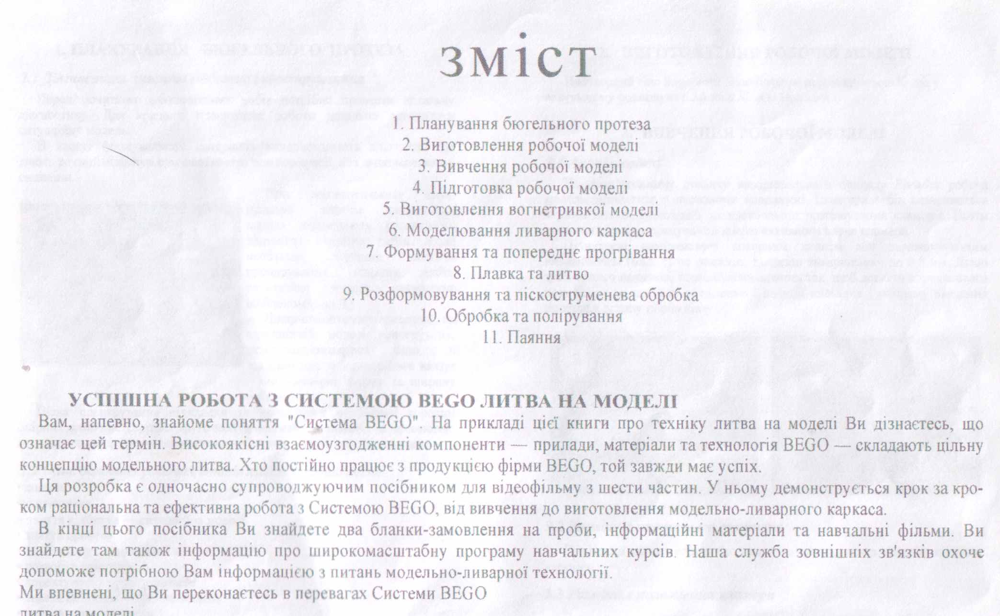 ЗМІСТ
1. Планування бюгельного протеза
2. Виготовлення робочої моделі
3. Вивчення робочої моделі
4. Підготовка робочої моделі
5. Виготовлення вогнетривкої моделі
6. Моделювання ливарного каркаса
7. Формування та попереднє прогрівання
8. Плавка та литво
9. Розформовування та піскоструменева обробка
10. Обробка та полірування
11. Паяння
УСПІШНА РОБОТА З СИСТЕМОЮ BEGO ЛИТВА НА МОДЕЛІ
Вам, напевно, знайоме поняття "Система BEGO". На прикладі цієї книги про техніку литва на моделі Ви дізнаєтесь, що
означає цей термін. Високоякісні взаємоузгодженні компоненти — прилади, матеріали та технологія BEGO — складають цільну
концепцію модельного литва. Хто постійно працює з продукцією фірми BEGO, той завжди має успіх.
Ця розробка є одночасно супроводжуючим посібником для відеофільму з шести частин. У ньому демонструється крок за кро-
ком раціональна та ефективна робота з Системою BEGO, від вивчення до виготовлення модельно-ливарного каркаса.
В кінці цього посібника Ви знайдете два бланки-замовлення на проби, інформаційні матеріали та навчальні фільми. Ви
знайдете там також інформацію про широкомасштабну програму навчальних курсів. Наша служба зовнішніх зв'язків охоче
допоможе потрібною Вам інформацією з питань модельно-ливарної технології.
Ми впевнені, що Ви переконаєтесь в перевагах Системи BEGO
литва на моделі.